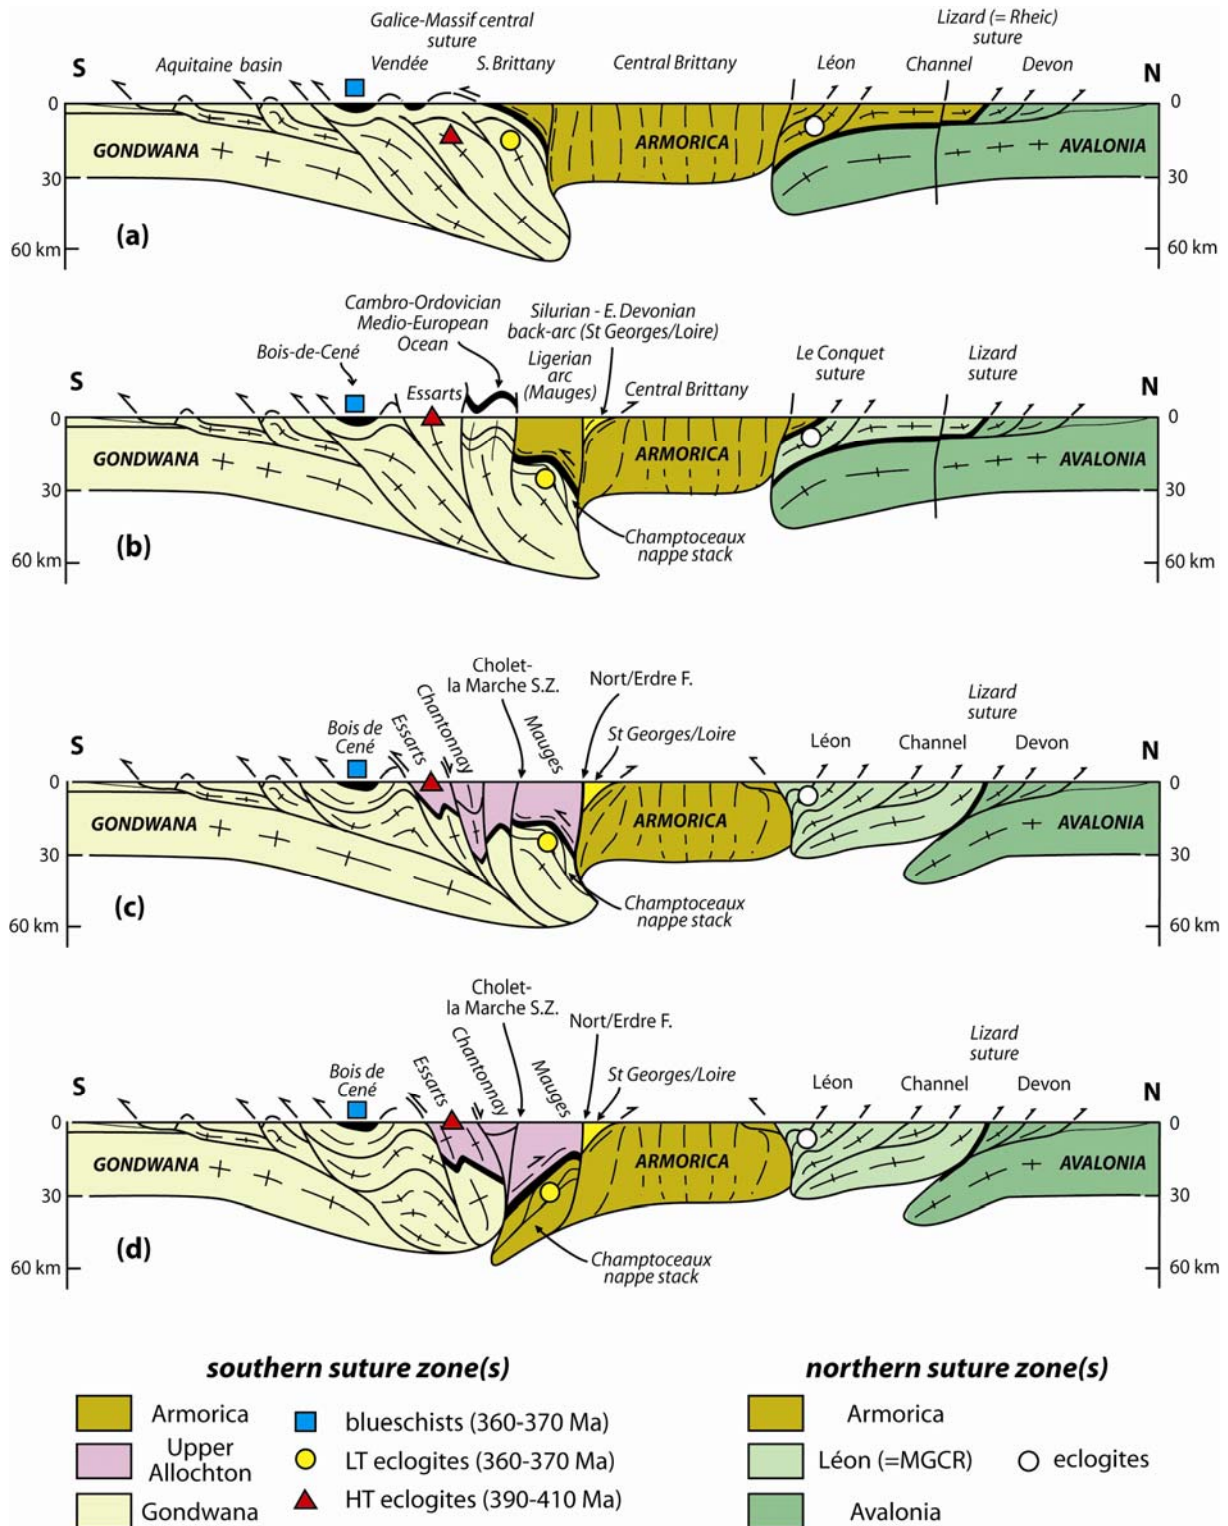 Galice-Massif central
suture
Lizard (= Rheic)
suture
S
Aquitaine basin
Vendée
S. Brittany
Central Brittany
Léon
Channel
Devon
N
0
0
GONDWANA
ARMORICA
AVALONIA
30
30
(a)
60 km
60 km
Cambro-Ordovician
Medio-European
Ocean
Silurian - E. Devonian
back-arc (St Georges/Loire)
Bois-de-Cené
Ligerian
arc
(Mauges)
Le Conquet
suture
Lizard
suture
S
Essarts
Central Brittany
N
0
0
GONDWANA
ARMORICA
AVALONIA
30
30
(b)
Champtoceaux
nappe stack
60 km
60 km
Cholet-
la Marche S.Z.
Nort/Erdre F.
Lizard
suture
S
Bois de
Cené
Essarts
Chantonnay
Mauges
St Georges/Loire
Léon
Channel
Devon
N
0
0
GONDWANA
ARMORICA
AVALONIA
30
30
(c)
Champtoceaux
nappe stack
60 km
60 km
Cholet-
la Marche S.Z.
Nort/Erdre F.
Lizard
suture
S
Bois de
Cené
Essarts
Chantonnay
Mauges
St Georges/Loire
Léon
Channel
Devon
N
0
0
GONDWANA
ARMORICA
AVALONIA
30
30
(d)
Champtoceaux
nappe stack
60 km
60 km
southern suture zone(s)
Armorica
Upper
Allochton
Gondwana
blueschists (360-370 Ma)
LT eclogites (360-370 Ma)
HT eclogites (390-410 Ma)
northern suture zone(s)
Armorica
Léon (=MGCR)
eclogites
Avalonia